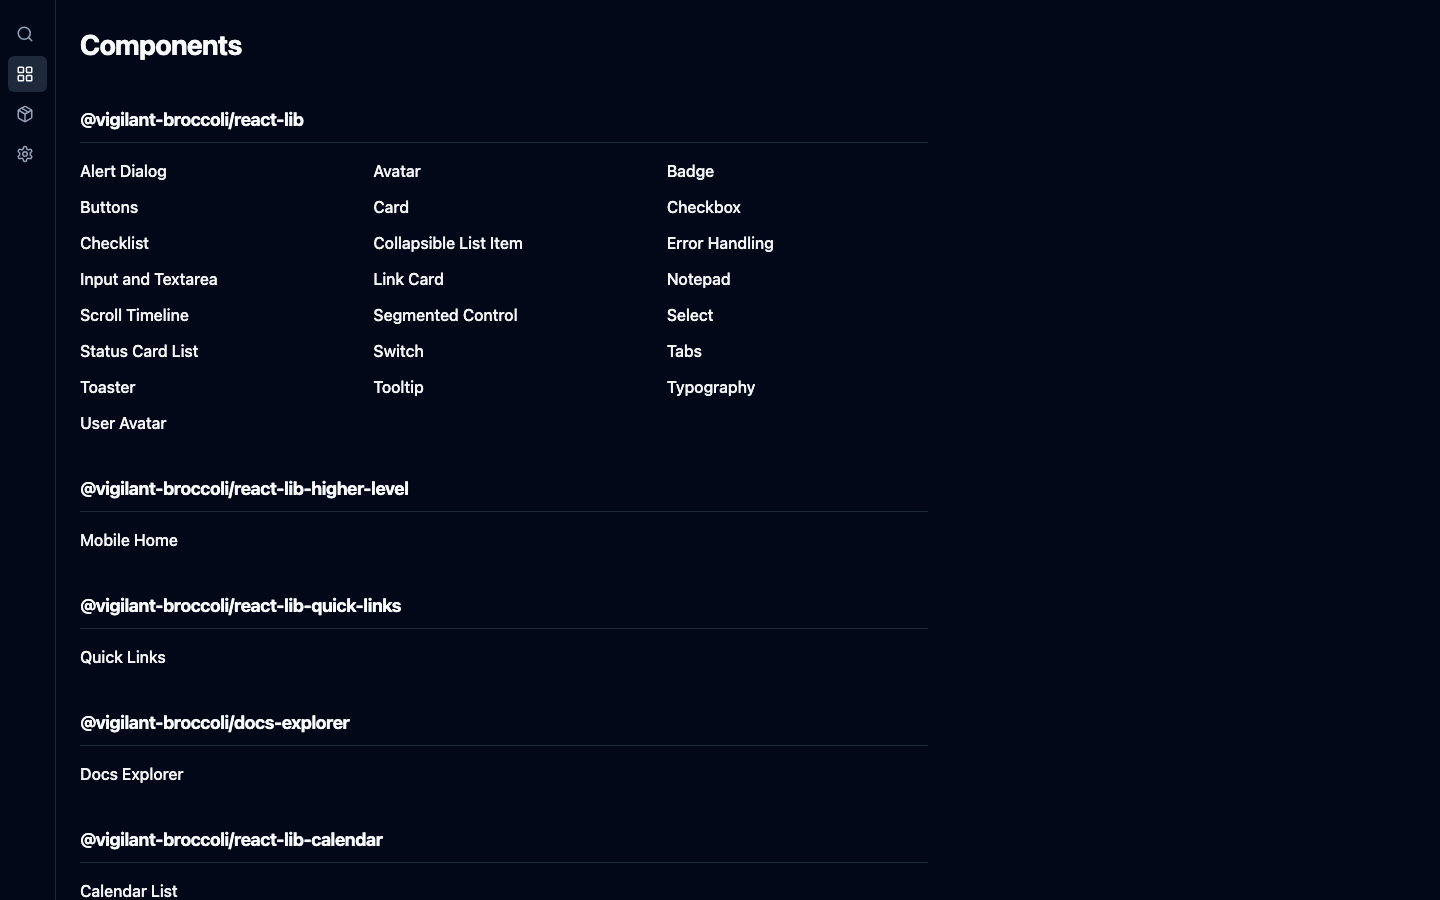 Components
@vigilant-broccoli/react-lib
Alert Dialog Avatar Badge
Buttons Card Checkbox
Checklist Collapsible List Item Error Handling
Input and Textarea Link Card Notepad
Scroll Timeline Segmented Control Select
Status Card List Switch Tabs
Toaster Tooltip Typography
User Avatar
@vigilant-broccoli/react-lib-higher-level
Mobile Home
@vigilant-broccoli/react-lib-quick-links
Quick Links
@vigilant-broccoli/docs-explorer
Docs Explorer
@vigilant-broccoli/react-lib-calendar
Calendar List